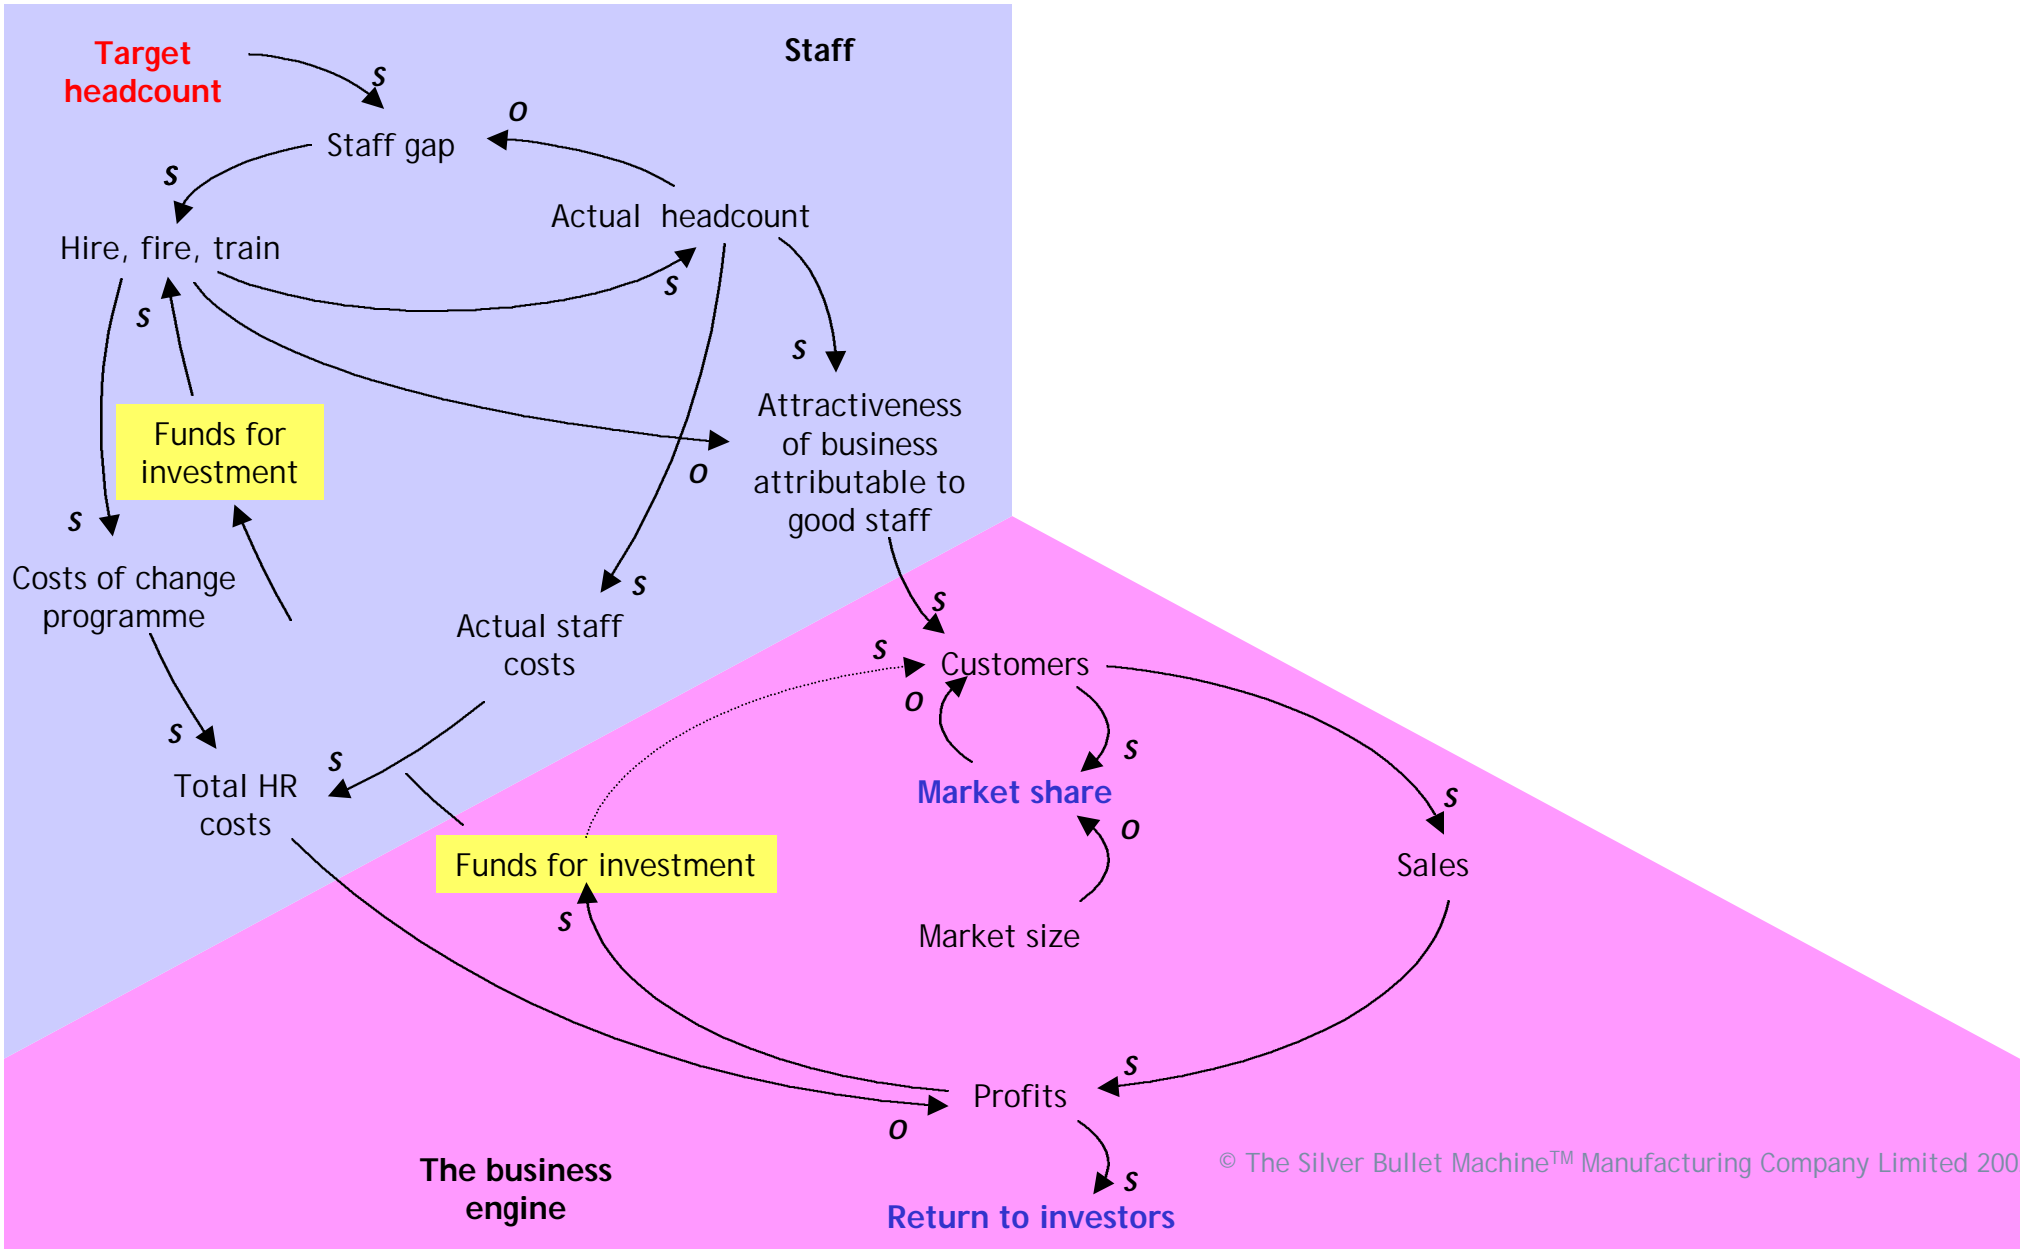 Target
headcount
Staff
S
O
Staff gap
S
Actual headcount
Hire, fire, train
S
S
S
Attractiveness
of business
attributable to
good staff
Funds for
investment
O
S
Costs of change
programme
S
Actual staff
costs
S
S
Customers
O
S
S
S
Total HR
costs
Market share
S
O
Funds for investment
Sales
S
Market size
S
Profits
O
The business
engine
© The Silver Bullet Machine™ Manufacturing Company Limited 200
S
Return to investors